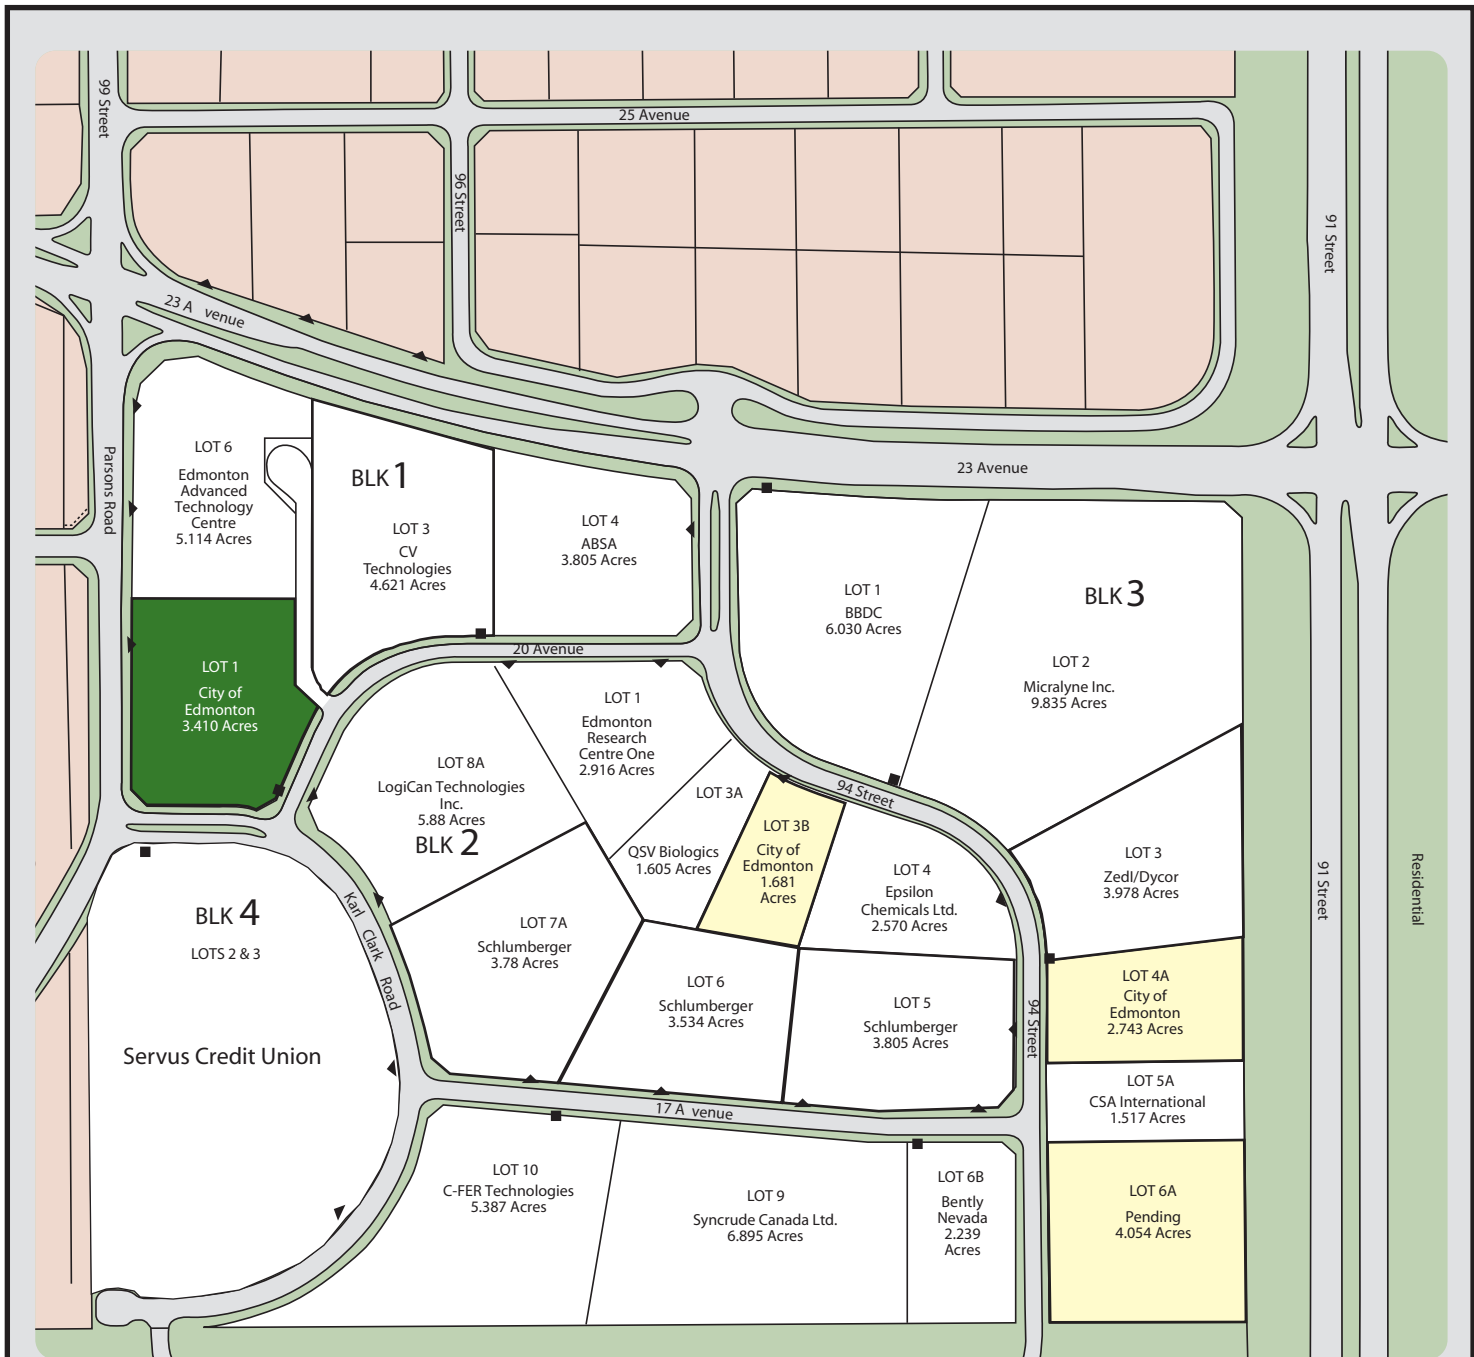 99 Street
25 Avenue
96 Street
91 Street
23 A venue
23 Avenue
Parsons Road
LOT 6
Edmonton
Advanced
Technology
Centre
5.114 Acres
BLK 1
LOT 3
CV
Technologies
4.621 Acres
LOT 4
ABSA
3.805 Acres
LOT 1
BBDC
6.030 Acres
BLK 3
LOT 2
Micralyne Inc.
9.835 Acres
LOT 1
City of
Edmonton
3.410 Acres
20 Avenue
LOT 1
Edmonton
Research
Centre One
2.916 Acres
LOT 8A
LogiCan Technologies
Inc.
5.88 Acres
BLK 2
LOT 3A
QSV Biologics
1.605 Acres
94 Street
LOT 3B
City of
Edmonton
1.681
Acres
LOT 4
Epsilon
Chemicals Ltd.
2.570 Acres
LOT 3
Zedl/Dycor
3.978 Acres
91 Street
Residential
BLK 4
LOTS 2 & 3
Servus Credit Union
Karl Clark Road
LOT 7A
Schlumberger
3.78 Acres
LOT 6
Schlumberger
3.534 Acres
LOT 5
Schlumberger
3.805 Acres
94 Street
LOT 4A
City of
Edmonton
2.743 Acres
LOT 5A
CSA International
1.517 Acres
17 A venue
LOT 10
C-FER Technologies
5.387 Acres
LOT 9
Syncrude Canada Ltd.
6.895 Acres
LOT 6B
Bently
Nevada
2.239
Acres
LOT 6A
Pending
4.054 Acres